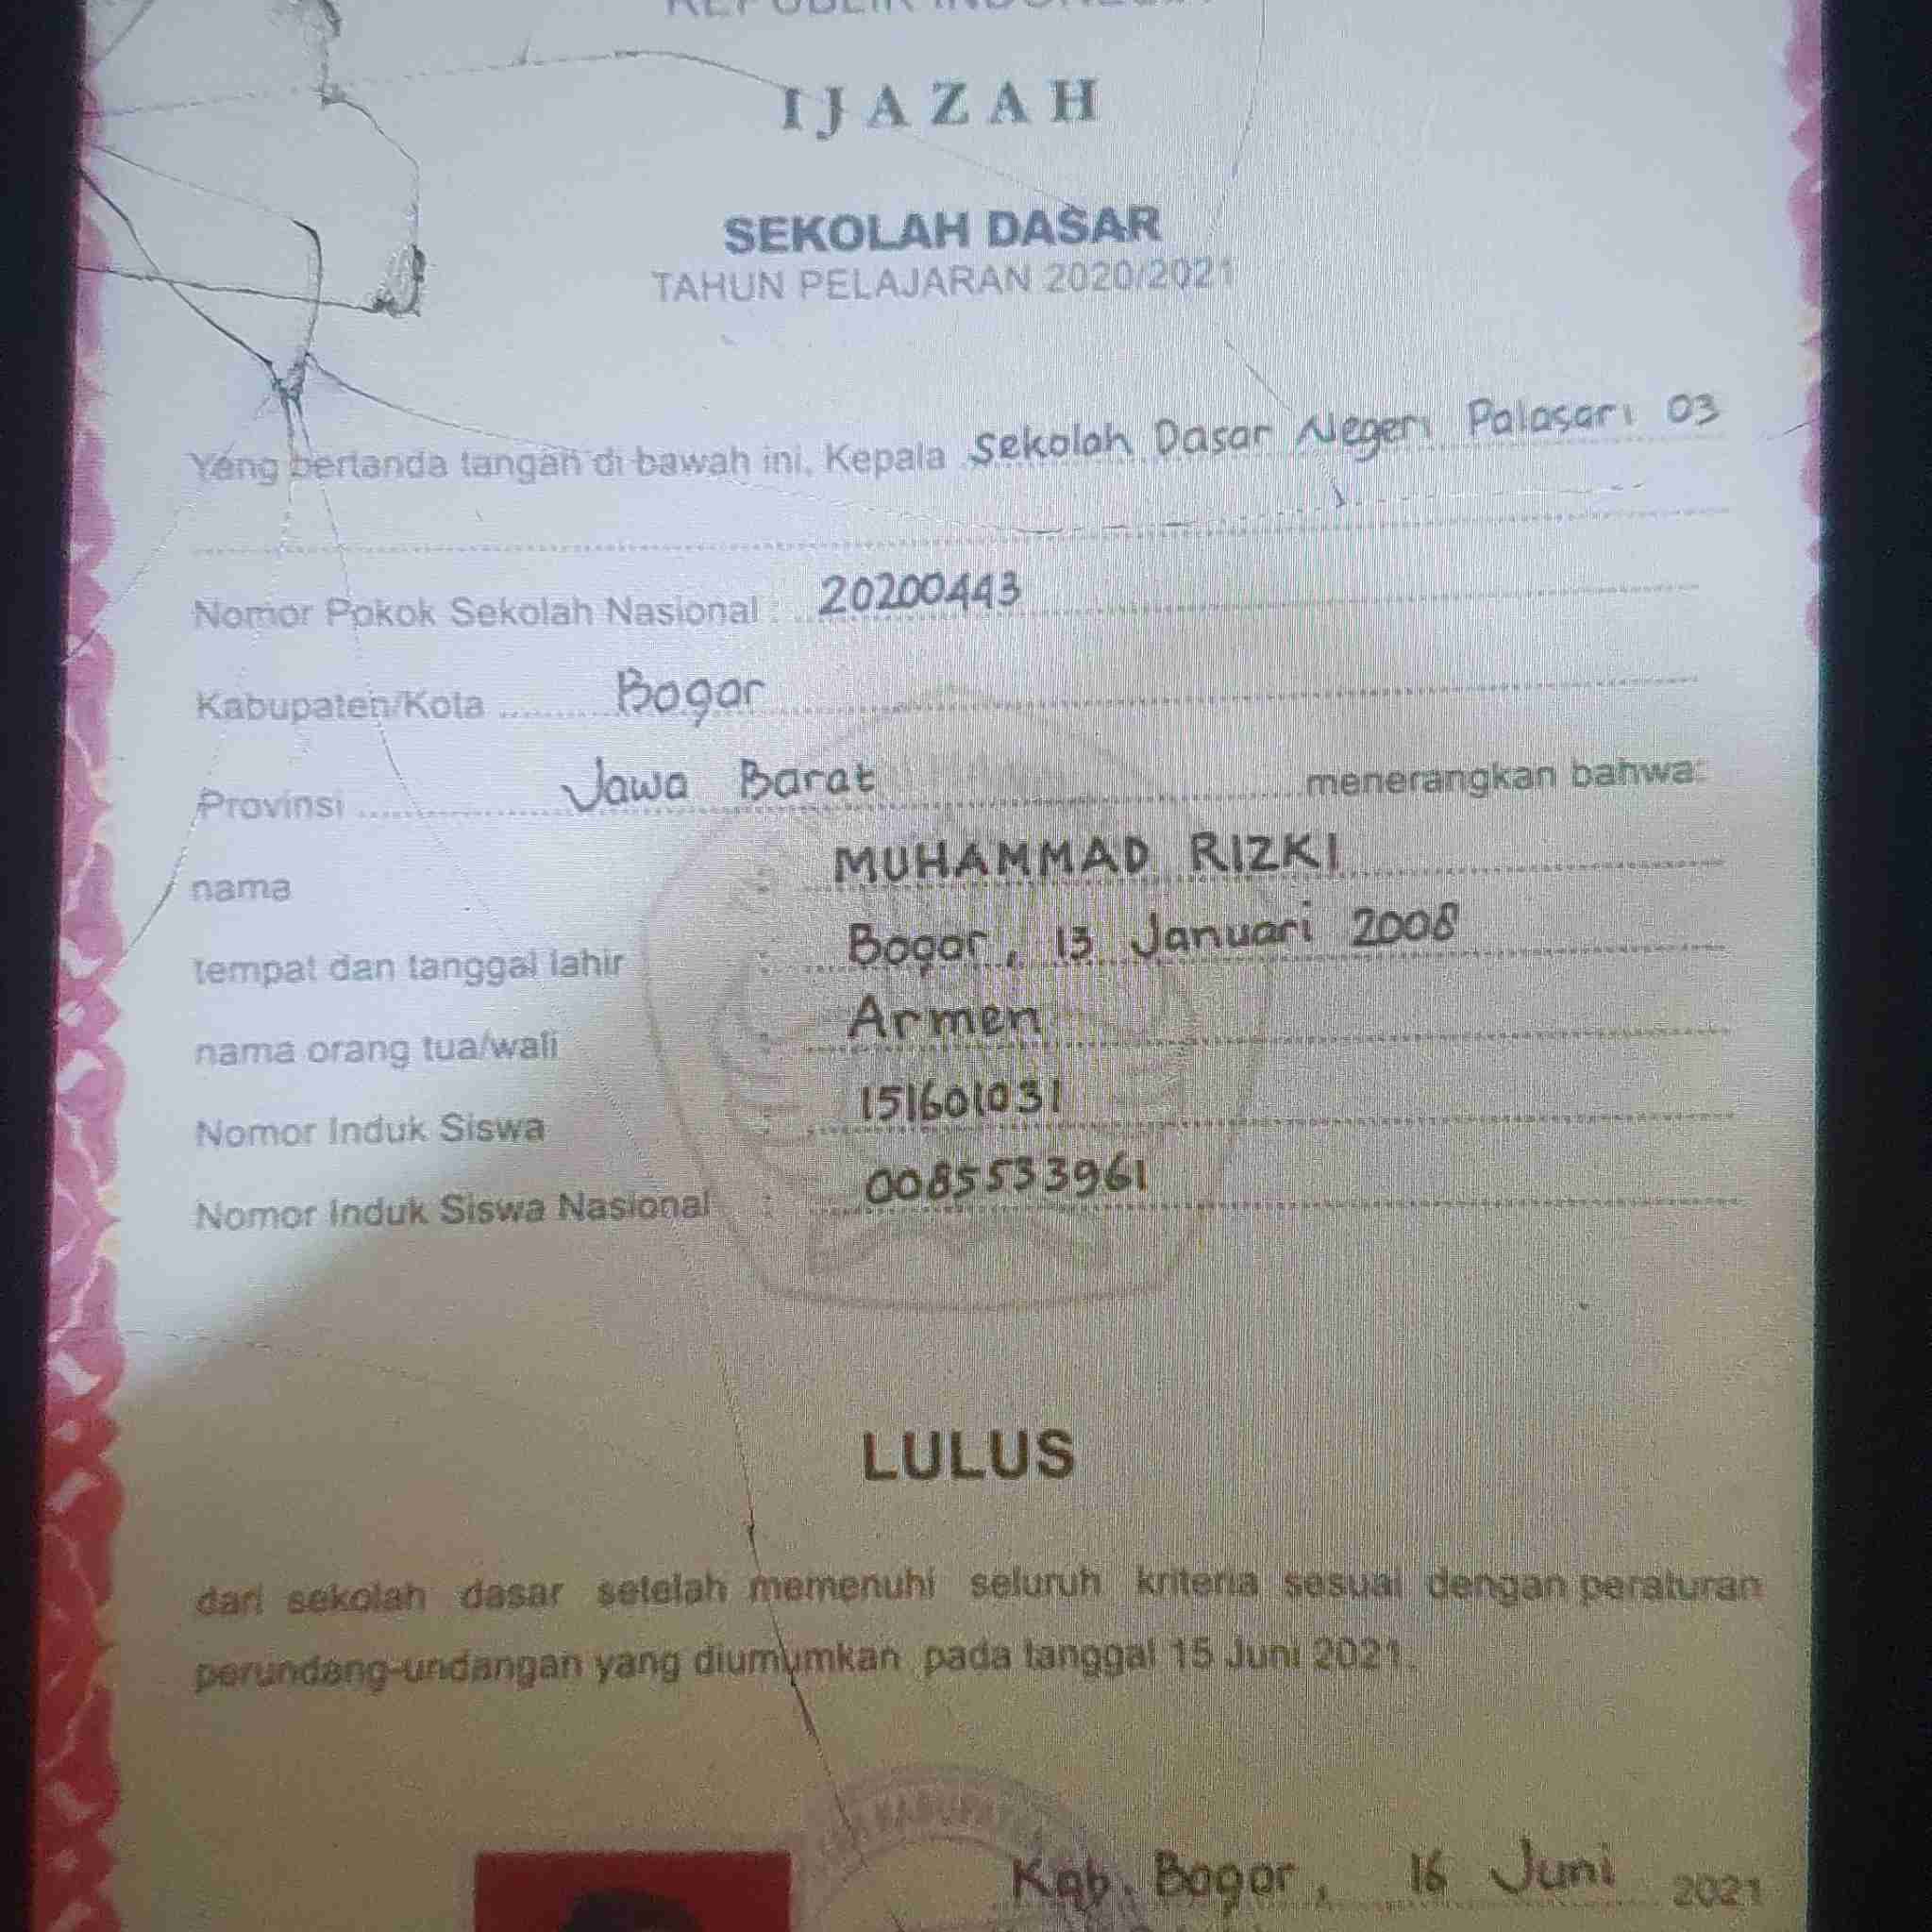 REPUBLIK INDONESIA
IJAZAH
SEKOLAH DASAR
TAHUN PELAJARAN 2020/2021
Yang bertanda tangan di bawah ini, Kepala Sekolah Dasar Negeri Palasari 03
Nomor Pokok Sekolah Nasional : 20200443
Kabupaten/Kota Bogor
Provinsi Jawa Barat menerangkan bahwa:
nama : MUHAMMAD RIZKI
tempat dan tanggal lahir : Bogor, 13 Januari 2008
nama orang tua/wali : Armen
Nomor Induk Siswa : 151601031
Nomor Induk Siswa Nasional : 0085533961
LULUS
dari sekolah dasar setelah memenuhi seluruh kriteria sesuai dengan peraturan
perundang-undangan yang diumumkan pada tanggal 15 Juni 2021.
Kab. Bogor, 16 Juni 2021